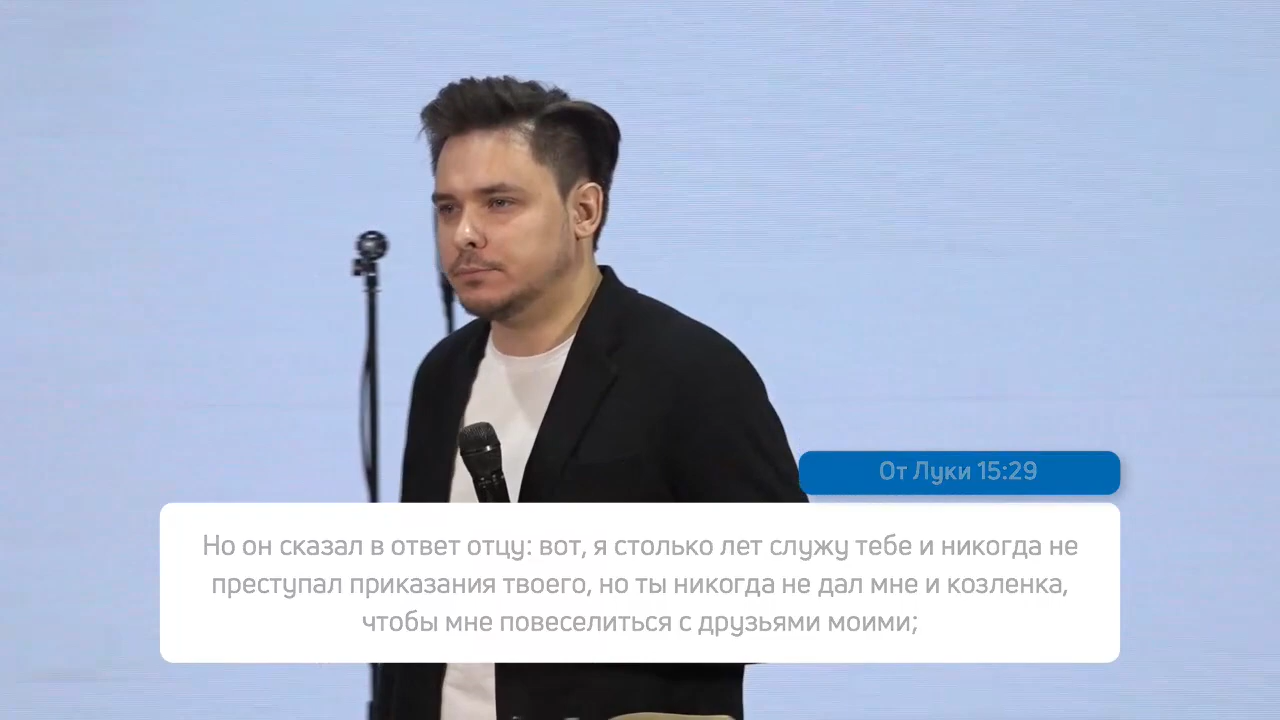 От Луки 15:29
Но он сказал в ответ отцу: вот, я столько лет служу тебе и никогда не
преступал приказания твоего, но ты никогда не дал мне и козленка,
чтобы мне повеселиться с друзьями моими;